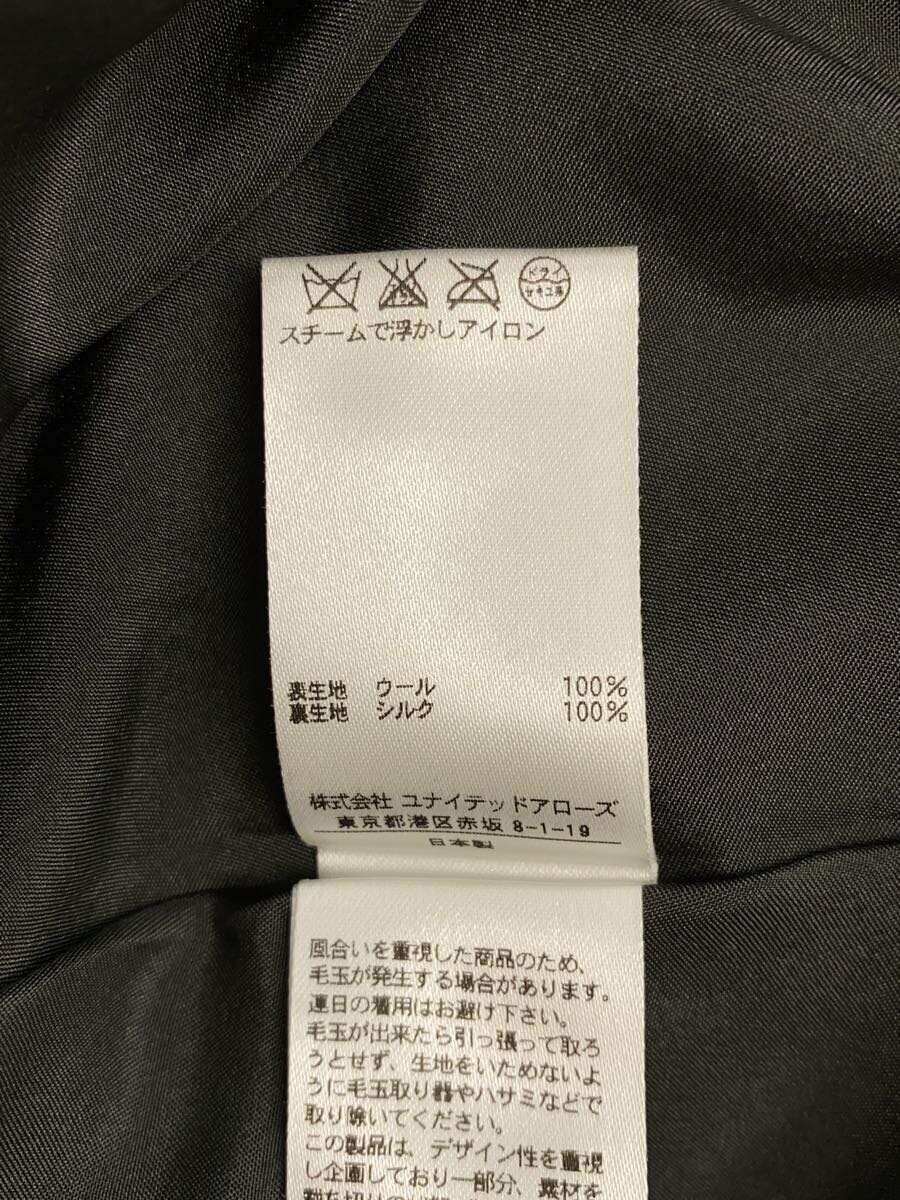 ドライ
セキユ系
スチームで浮かしアイロン
表生地 ウール 100%
裏生地 シルク 100%
株式会社 ユナイテッドアローズ
東京都港区赤坂 8-1-19
日本製
風合いを重視した商品のため、
毛玉が発生する場合があります。
連日の着用はお避け下さい。
毛玉が出来たら引っ張って取ろ
うとせず、生地をいためないよ
うに毛玉取り器やハサミなどで
取り除いてください。
この製品は、デザイン性を重視
し企画しており一部分、素材を